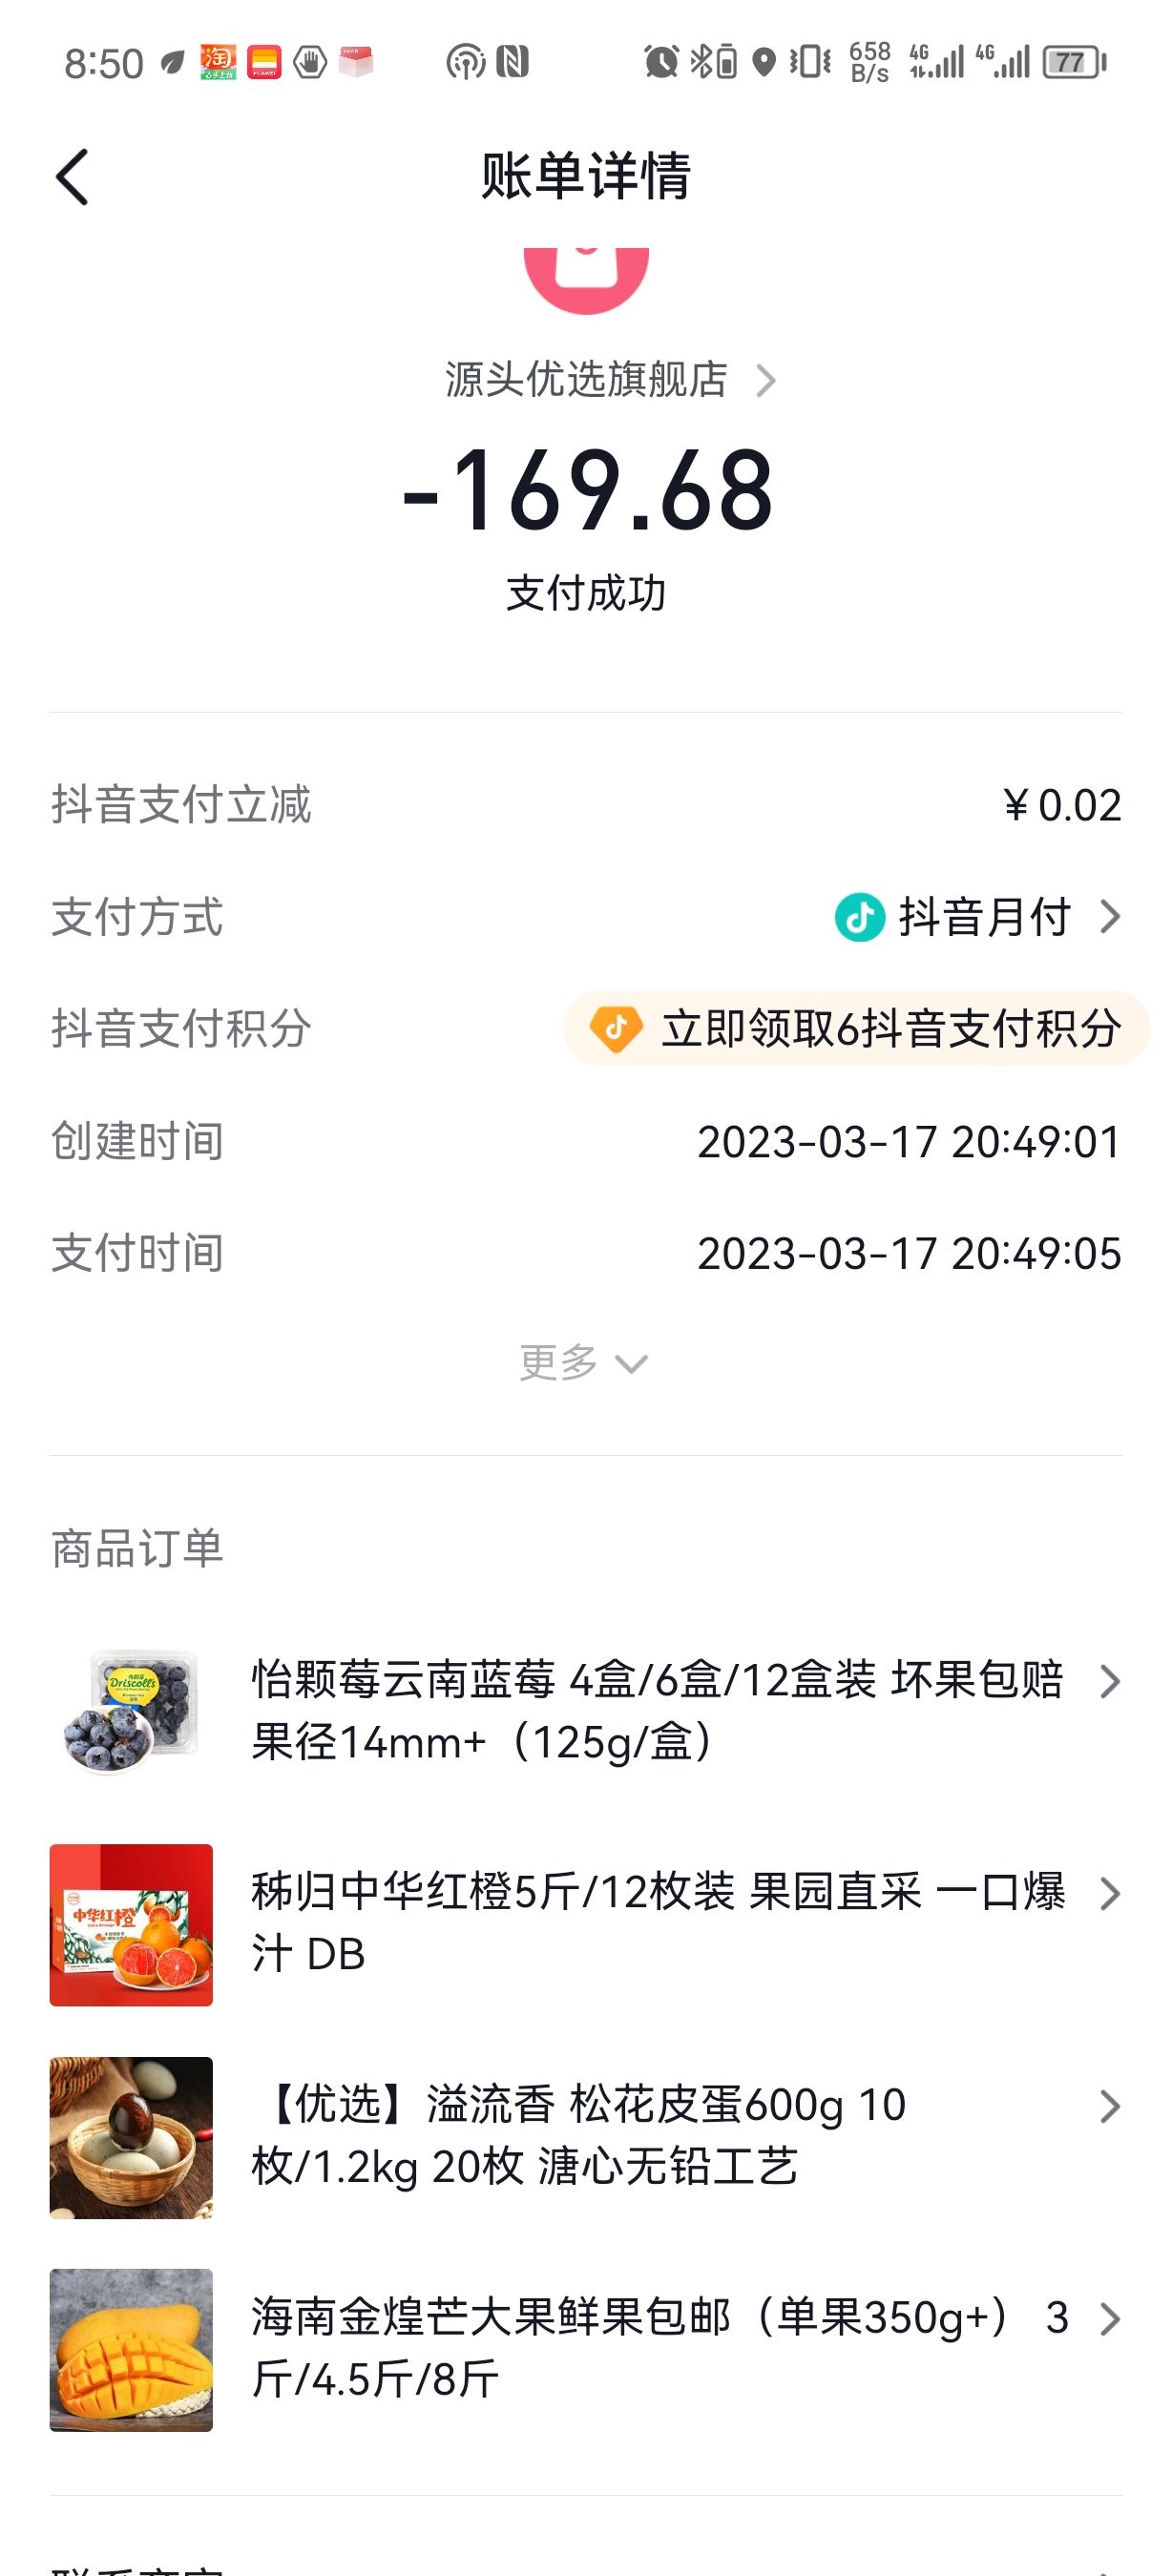 8:50
658
B/s
4G
4G
77
账单详情
源头优选旗舰店
-169.68
支付成功
抖音支付立减
¥0.02
支付方式
抖音月付
抖音支付积分
立即领取6抖音支付积分
创建时间
2023-03-17 20:49:01
支付时间
2023-03-17 20:49:05
更多
商品订单
Driscoll's
怡颗莓云南蓝莓 4盒/6盒/12盒装 坏果包赔
果径14mm+（125g/盒）
中华红橙
秭归中华红橙5斤/12枚装 果园直采 一口爆
汁 DB
【优选】溢流香 松花皮蛋600g 10
枚/1.2kg 20枚 溏心无铅工艺
海南金煌芒大果鲜果包邮（单果350g+） 3
斤/4.5斤/8斤